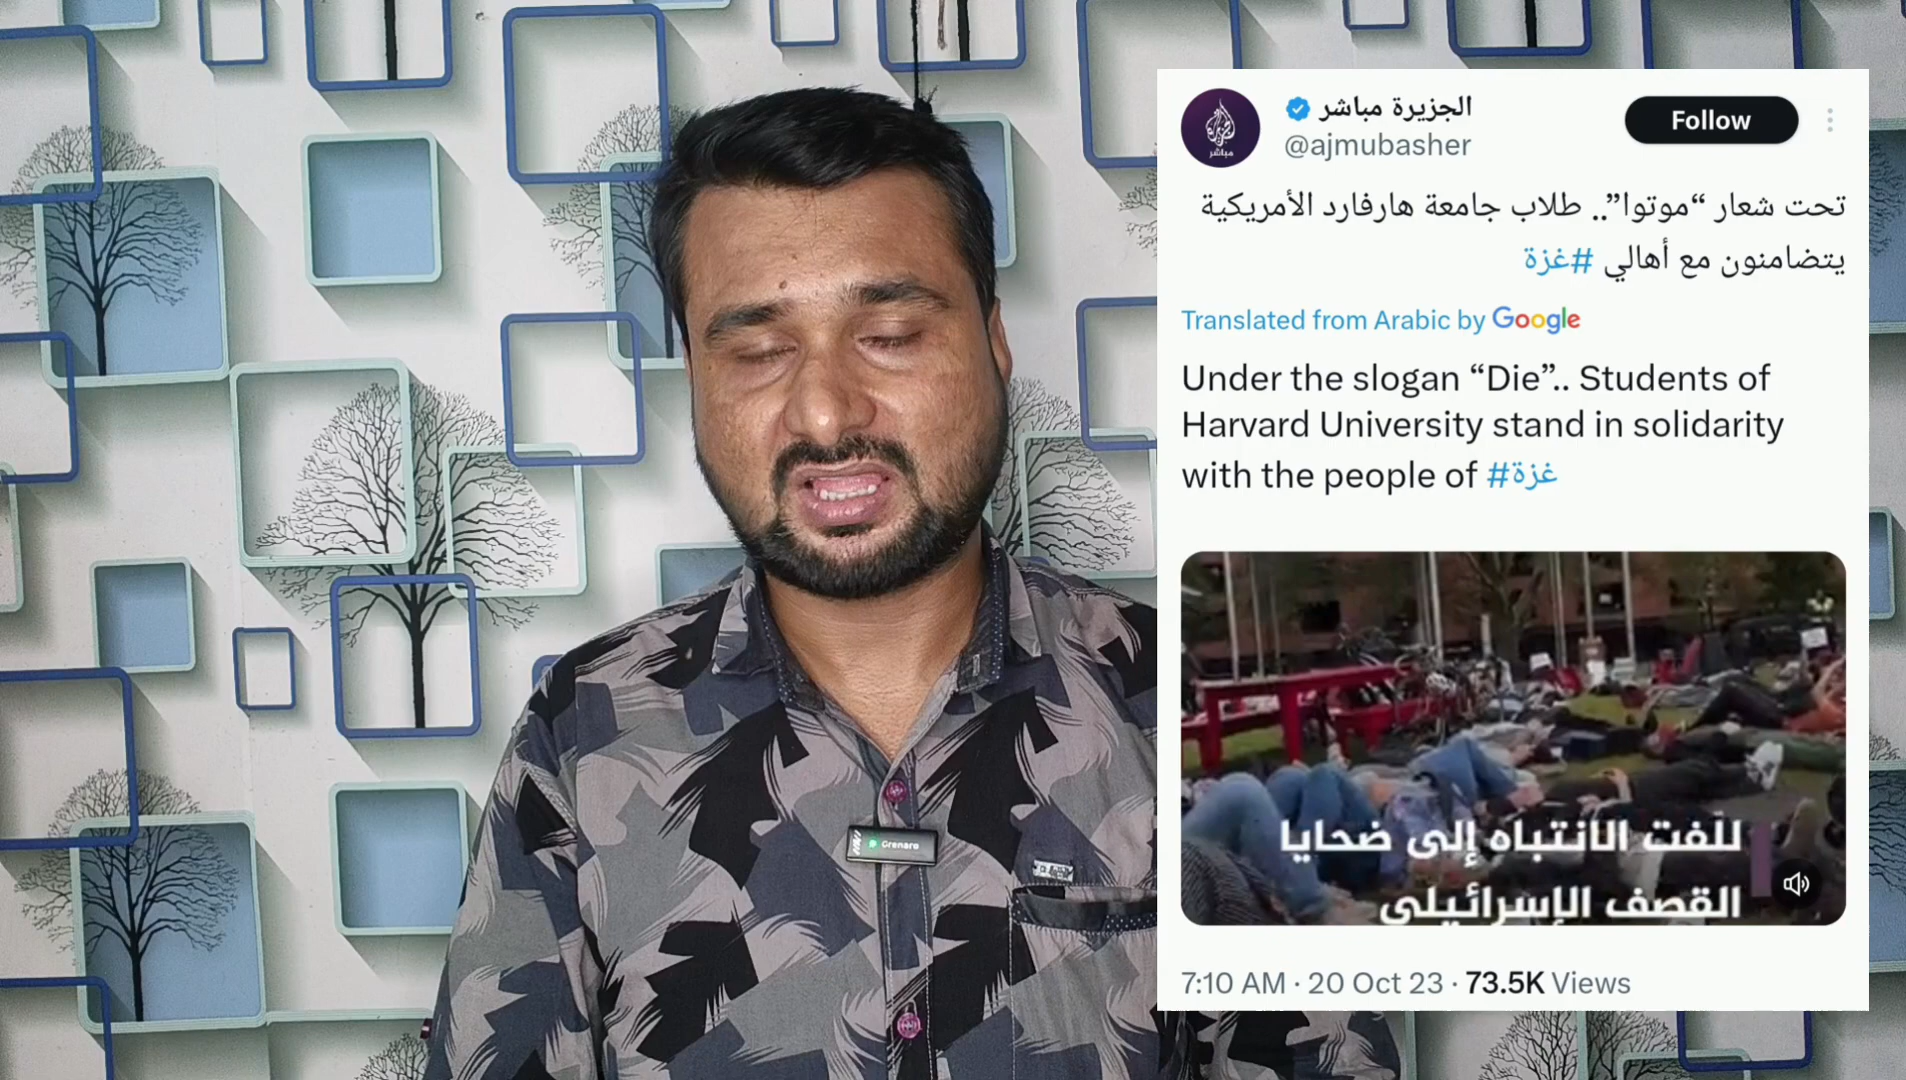 الجزيرة مباشر
@ajmubasher
Follow
تحت شعار “موتوا”.. طلاب جامعة هارفارد الأمريكية
يتضامنون مع أهالي #غزة
Translated from Arabic by Google
Under the slogan “Die”.. Students of
Harvard University stand in solidarity
with the people of #غزة
للفت الانتباه إلى ضحايا
القصف الإسرائيلي
7:10 AM · 20 Oct 23 · 73.5K Views
Grenaro